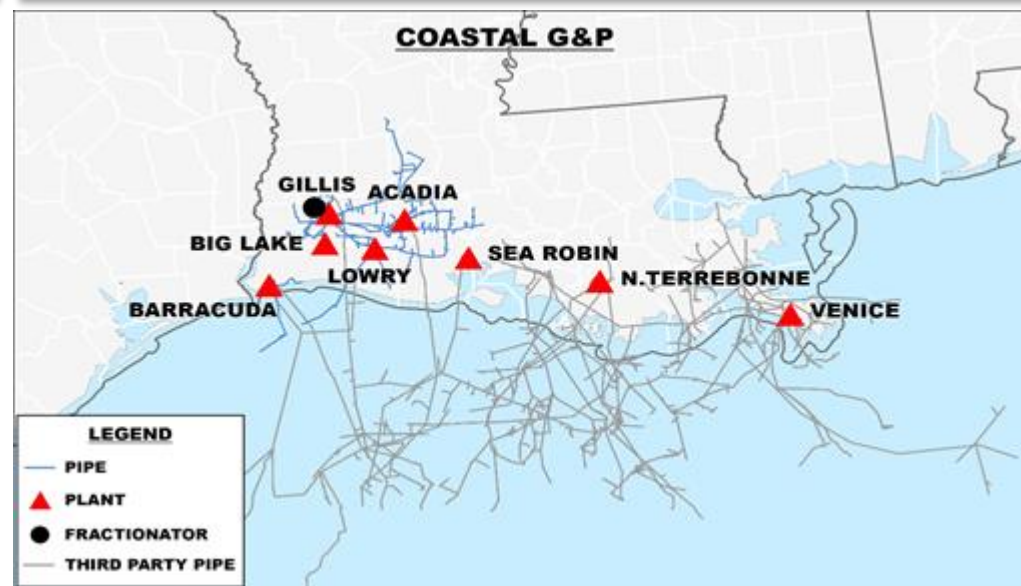 COASTAL G&P
GILLIS
ACADIA
BIG LAKE
LOWRY
SEA ROBIN
N.TERREBONNE
BARRACUDA
VENICE
LEGEND
PIPE
PLANT
FRACTIONATOR
THIRD PARTY PIPE